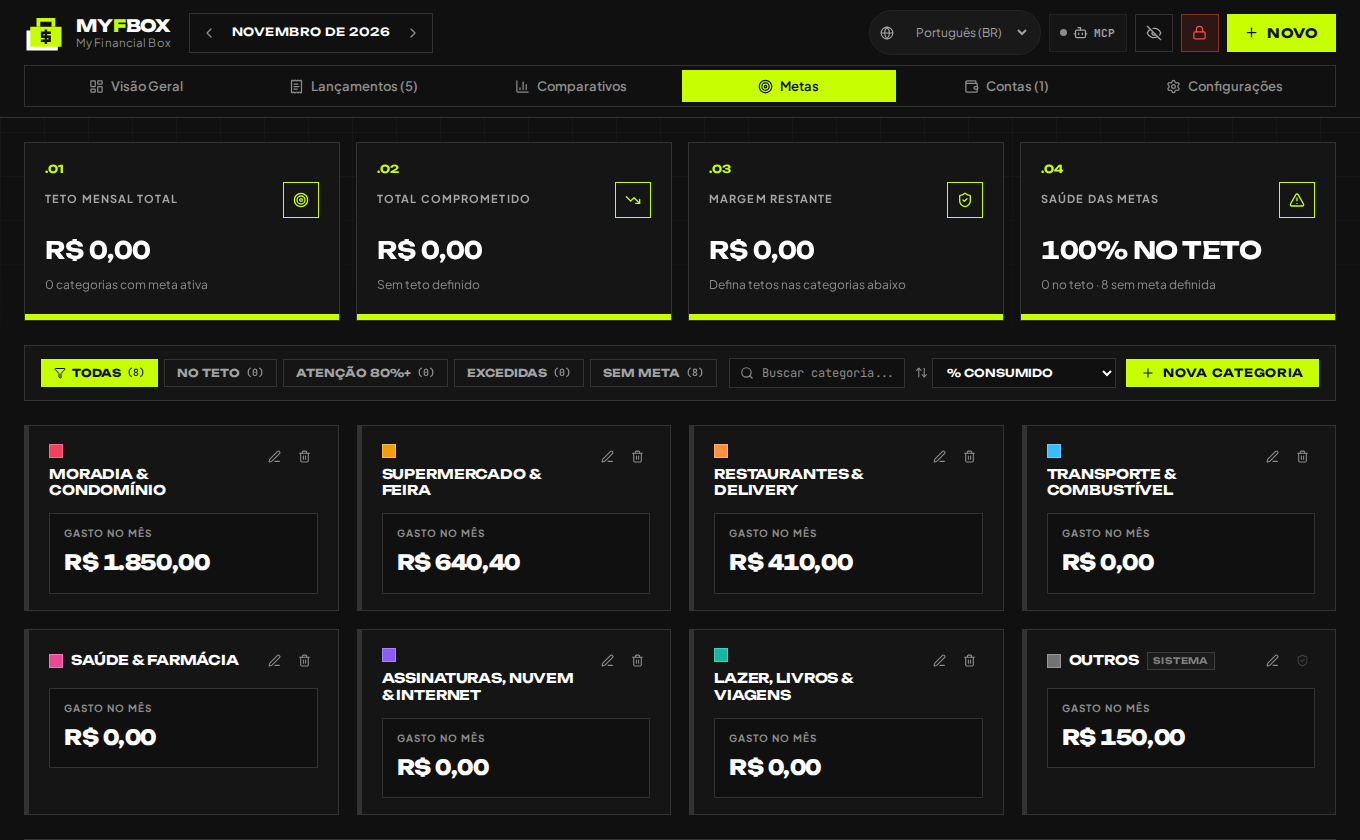 MYFBOX
My Financial Box
NOVEMBRO DE 2026
Português (BR)
MCP
+ NOVO
Visão Geral
Lançamentos (5)
Comparativos
Metas
Contas (1)
Configurações
.01
TETO MENSAL TOTAL
R$ 0,00
0 categorias com meta ativa
.02
TOTAL COMPROMETIDO
R$ 0,00
Sem teto definido
.03
MARGEM RESTANTE
R$ 0,00
Defina tetos nas categorias abaixo
.04
SAÚDE DAS METAS
100% NO TETO
0 no teto · 8 sem meta definida
TODAS (8)
NO TETO (0)
ATENÇÃO 80%+ (0)
EXCEDIDAS (0)
SEM META (8)
Buscar categoria...
% CONSUMIDO
+ NOVA CATEGORIA
MORADIA &
CONDOMÍNIO
GASTO NO MÊS
R$ 1.850,00
SUPERMERCADO &
FEIRA
GASTO NO MÊS
R$ 640,40
RESTAURANTES &
DELIVERY
GASTO NO MÊS
R$ 410,00
TRANSPORTE &
COMBUSTÍVEL
GASTO NO MÊS
R$ 0,00
SAÚDE & FARMÁCIA
GASTO NO MÊS
R$ 0,00
ASSINATURAS, NUVEM
& INTERNET
GASTO NO MÊS
R$ 0,00
LAZER, LIVROS &
VIAGENS
GASTO NO MÊS
R$ 0,00
OUTROS
SISTEMA
GASTO NO MÊS
R$ 150,00